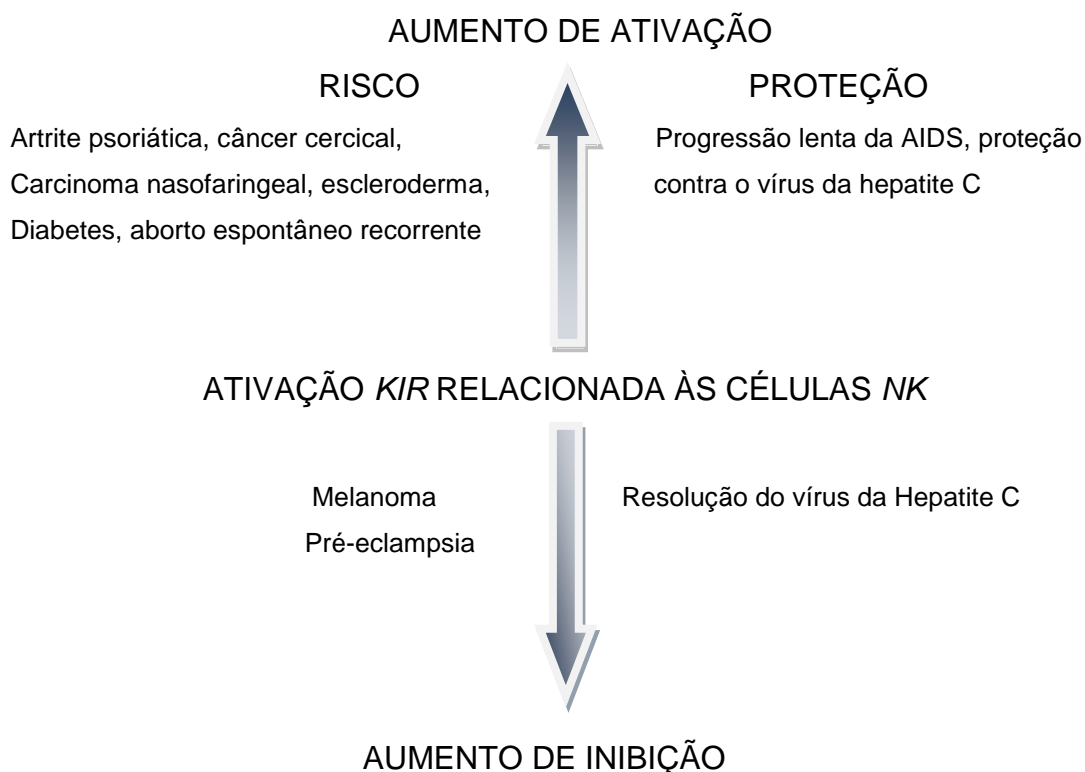 AUMENTO DE ATIVAÇÃO
RISCO
PROTEÇÃO
Artrite psoriática, câncer cercical,
Carcinoma nasofaringeal, escleroderma,
Diabetes, aborto espontâneo recorrente
Progressão lenta da AIDS, proteção
contra o vírus da hepatite C
ATIVAÇÃO KIR RELACIONADA ÀS CÉLULAS NK
Melanoma
Pré-eclampsia
Resolução do vírus da Hepatite C
AUMENTO DE INIBIÇÃO